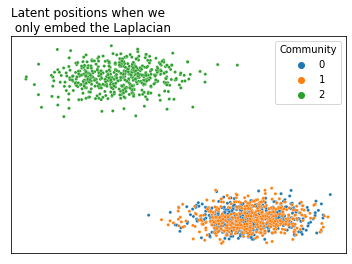 Latent positions when we
only embed the Laplacian
Community
0
1
2